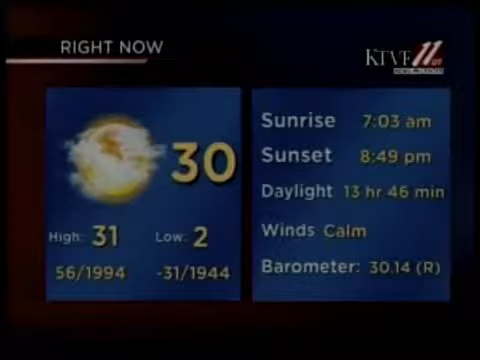 RIGHT NOW
KTVF 11
30
High: 31 Low: 2
56/1994 -31/1944
Sunrise 7:03 am
Sunset 8:49 pm
Daylight 13 hr 46 min
Winds Calm
Barometer: 30.14 (R)